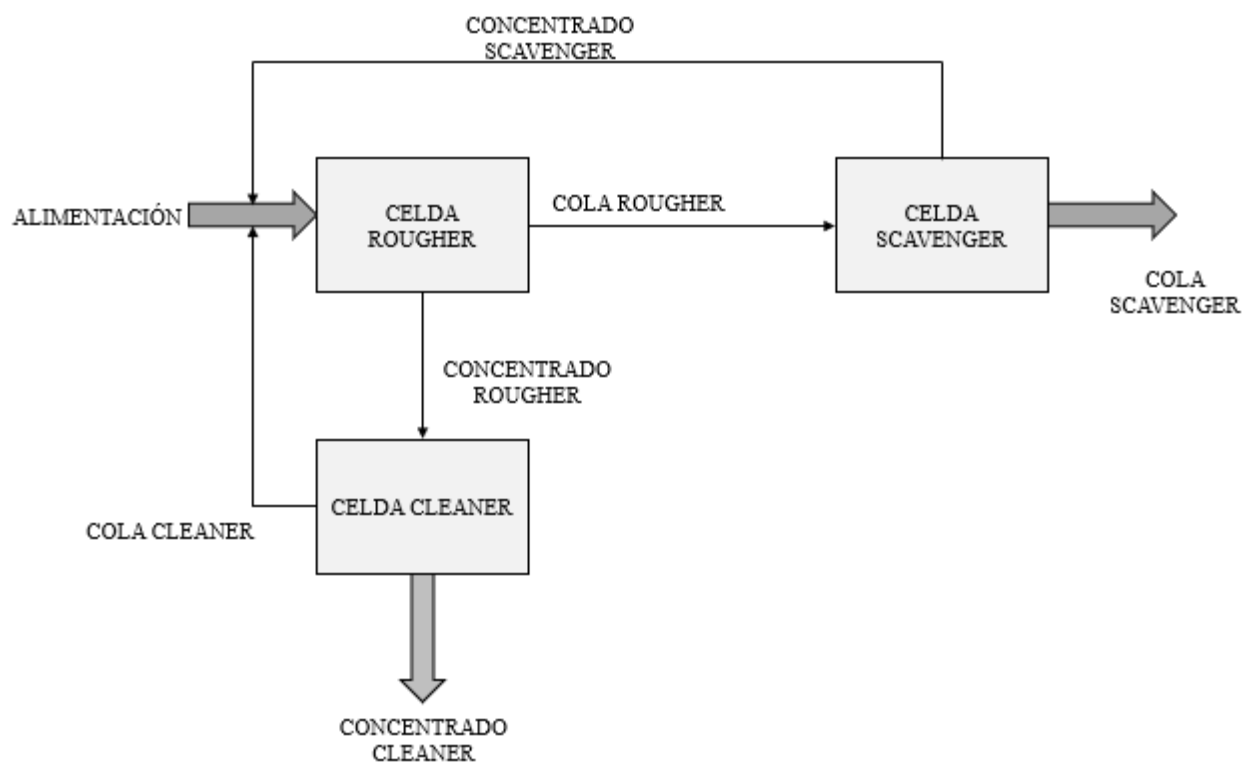 CONCENTRADO
SCAVENGER
ALIMENTACIÓN
CELDA
ROUGHER
COLA ROUGHER
CELDA
SCAVENGER
COLA
SCAVENGER
CONCENTRADO
ROUGHER
CELDA CLEANER
COLA CLEANER
CONCENTRADO
CLEANER